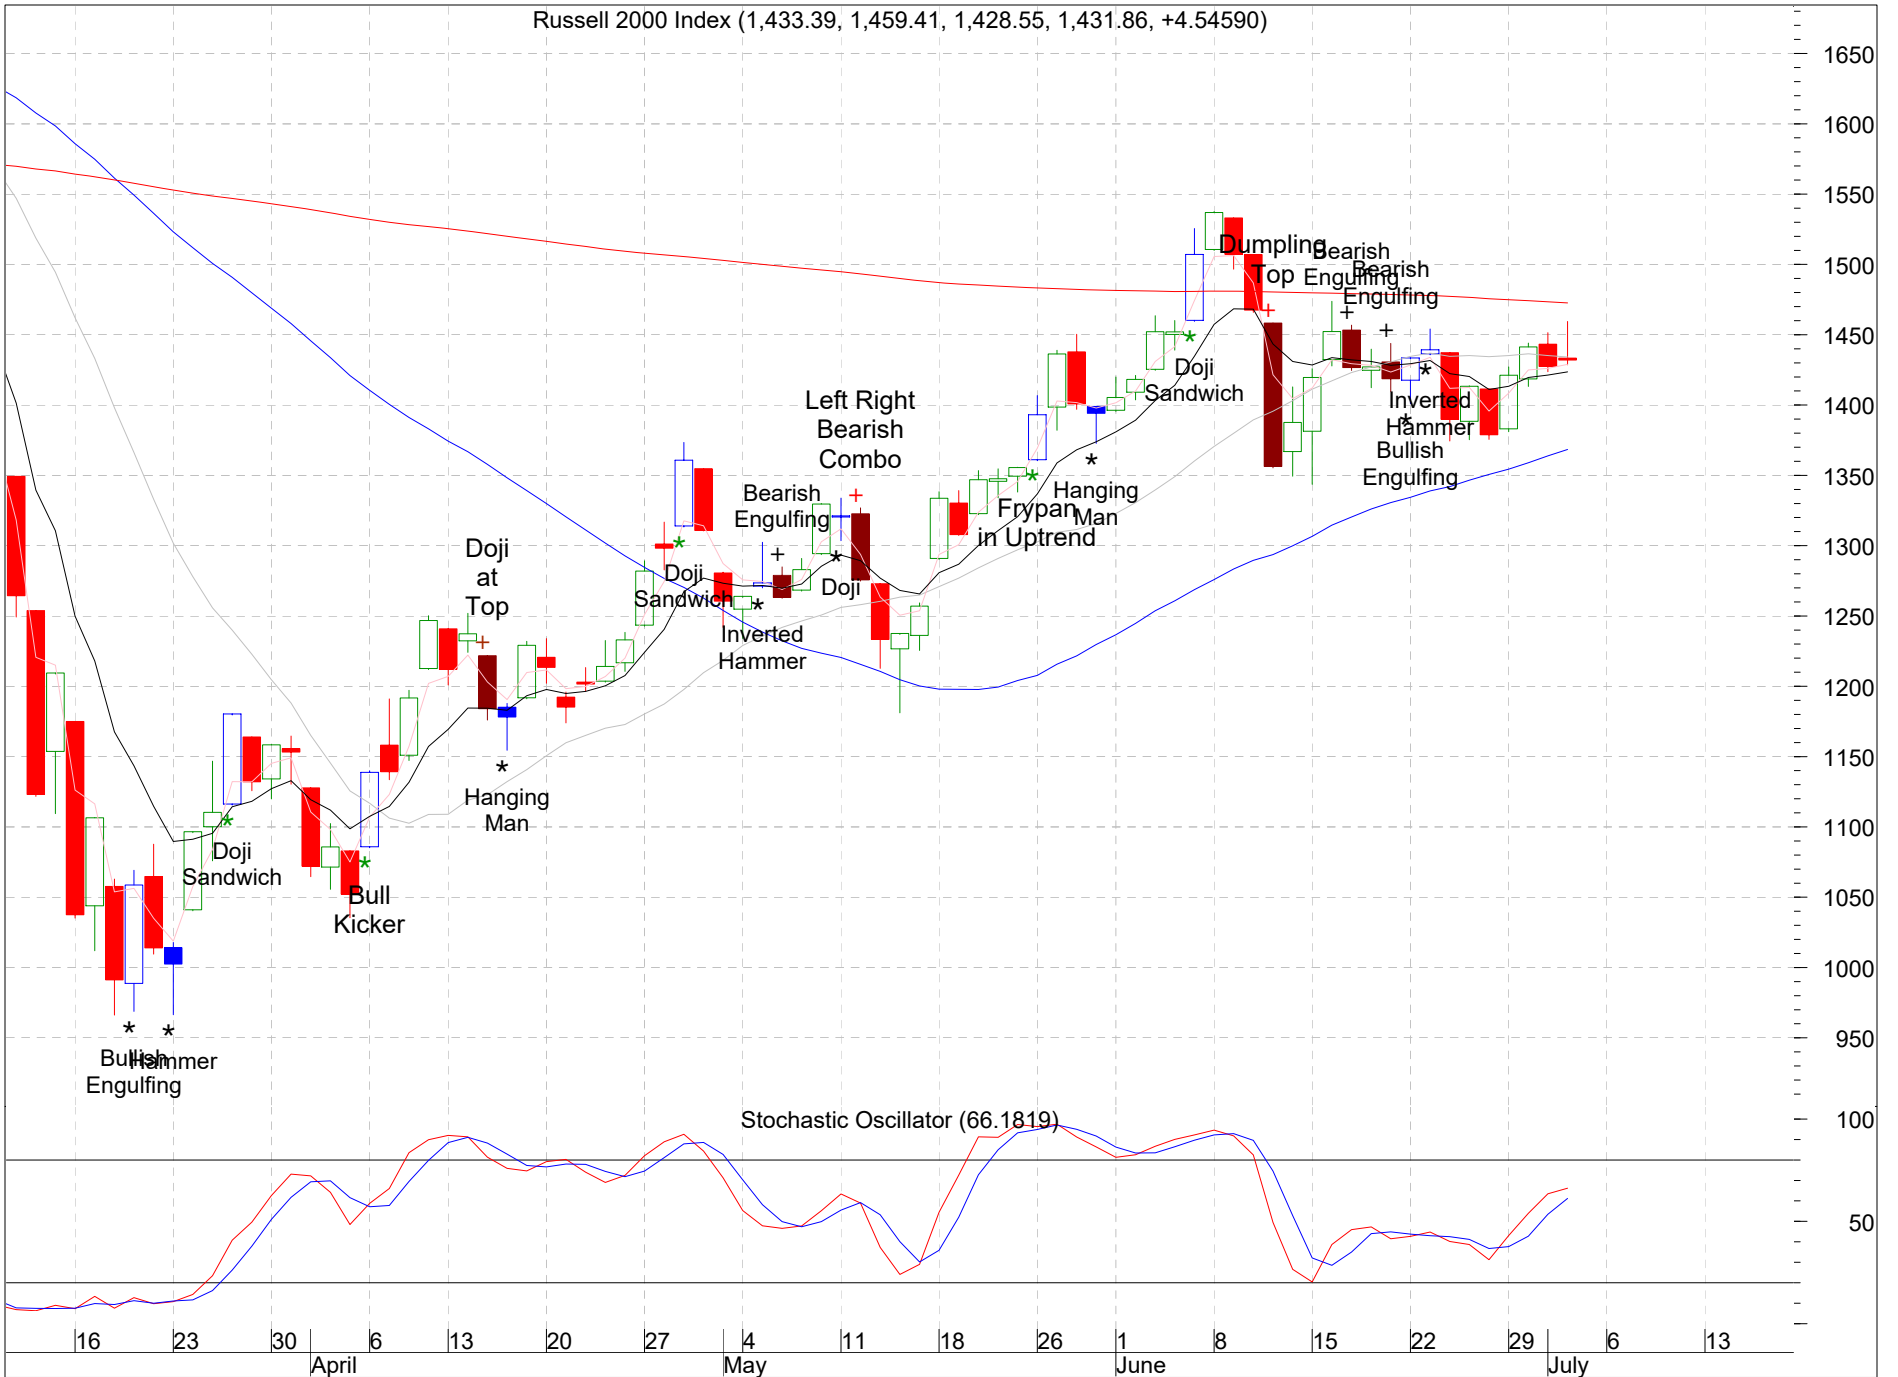 Russell 2000 Index (1,433.39, 1,459.41, 1,428.55, 1,431.86, +4.54590)
1650
1600
1550
1500
1450
1400
1350
1300
1250
1200
1150
1100
1050
1000
950
Dumpling
Top
Bearish
Engulfing
Bearish
Engulfing
Doji
Sandwich
Inverted
Hammer
Bullish
Engulfing
Left Right
Bearish
Combo
Hanging
Man
Frypan
in Uptrend
Bearish
Engulfing
Doji
Doji
Sandwich
Inverted
Hammer
Doji
at
Top
Hanging
Man
Doji
Sandwich
Bull
Kicker
Bullish
Engulfing
Hammer
Stochastic Oscillator (66.1819)
100
50
16 23 30 6 13 20 27 4 11 18 26 1 8 15 22 29 6 13
April May June July